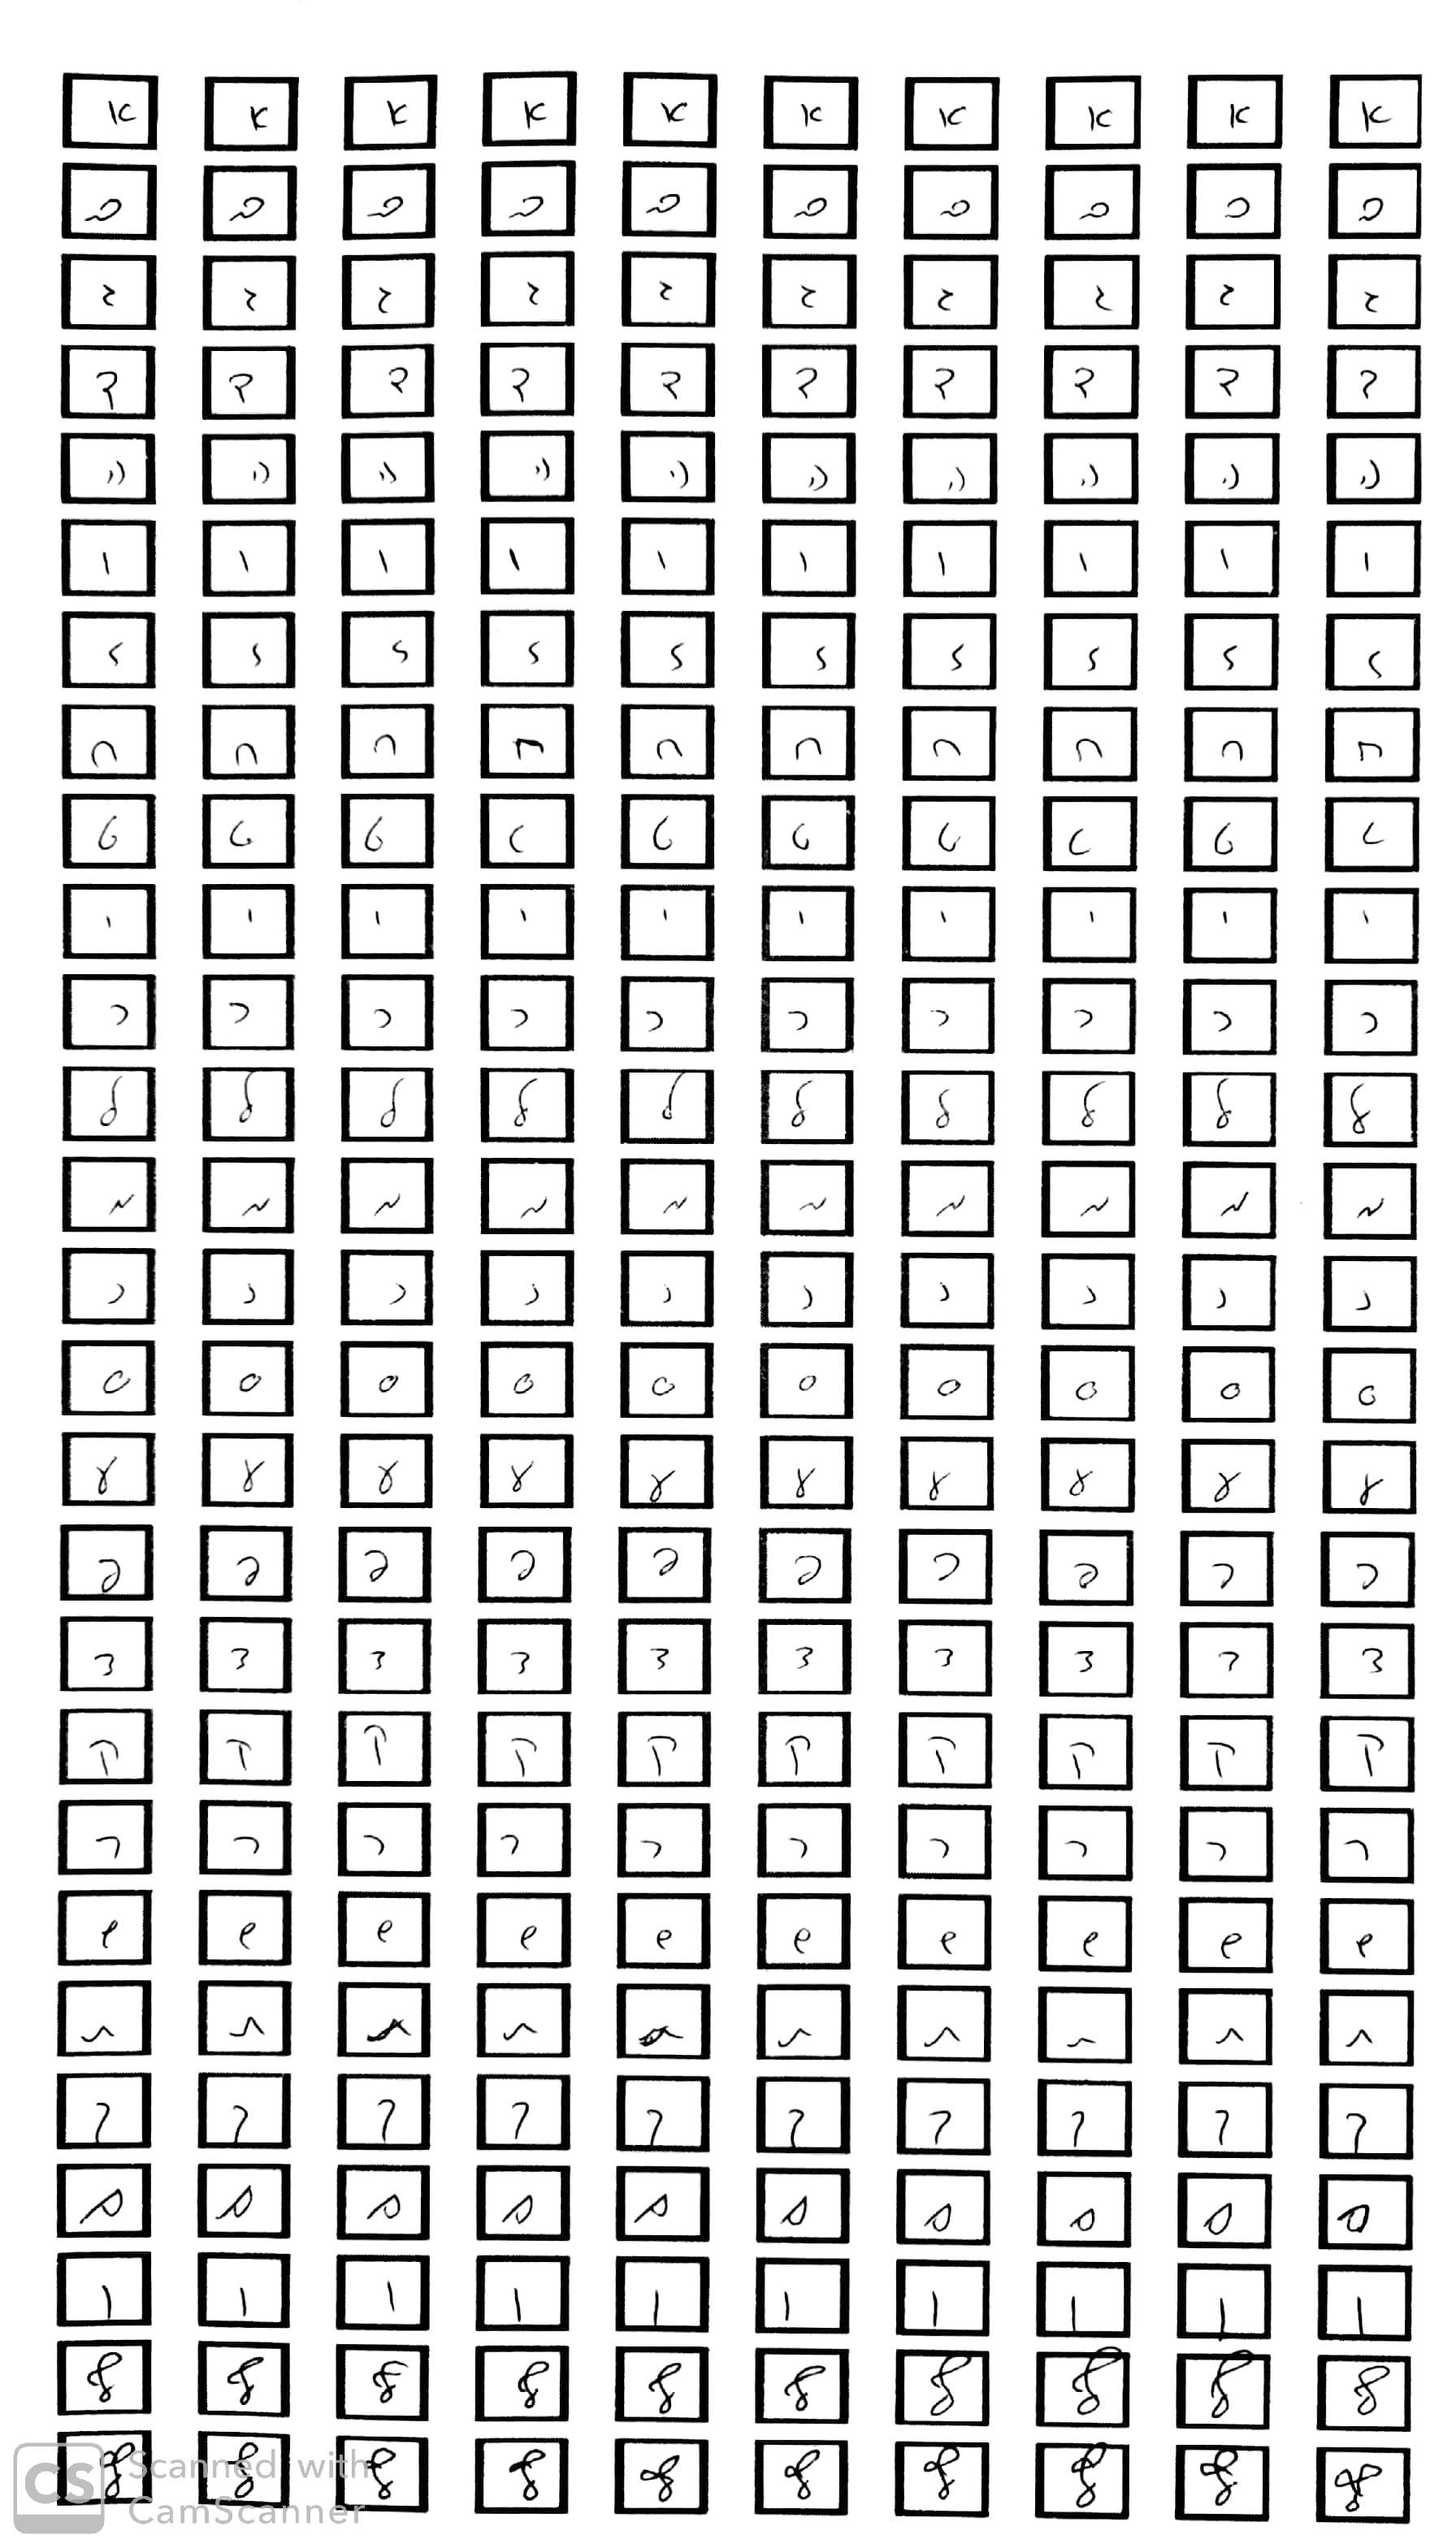 א א א א א א א א א א
ב ב ב ב ב ב ב ב ב ב
ג ג ג ג ג ג ג ג ג ג
ד ד ד ד ד ד ד ד ד ד
ה ה ה ה ה ה ה ה ה ה
ו ו ו ו ו ו ו ו ו ו
ז ז ז ז ז ז ז ז ז ז
ח ח ח ח ח ח ח ח ח ח
ט ט ט ט ט ט ט ט ט ט
י י י י י י י י י י
כ כ כ כ כ כ כ כ כ כ
ל ל ל ל ל ל ל ל ל ל
מ מ מ מ מ מ מ מ מ מ
נ נ נ נ נ נ נ נ נ נ
ס ס ס ס ס ס ס ס ס ס
ע ע ע ע ע ע ע ע ע ע
פ פ פ פ פ פ פ פ פ פ
צ צ צ צ צ צ צ צ צ צ
ק ק ק ק ק ק ק ק ק ק
ר ר ר ר ר ר ר ר ר ר
ש ש ש ש ש ש ש ש ש ש
ת ת ת ת ת ת ת ת ת ת
ך ך ך ך ך ך ך ך ך ך
ם ם ם ם ם ם ם ם ם ם
ן ן ן ן ן ן ן ן ן ן
ף ף ף ף ף ף ף ף ף ף
ץ ץ ץ ץ ץ ץ ץ ץ ץ ץ
CS Scanned with
CamScanner